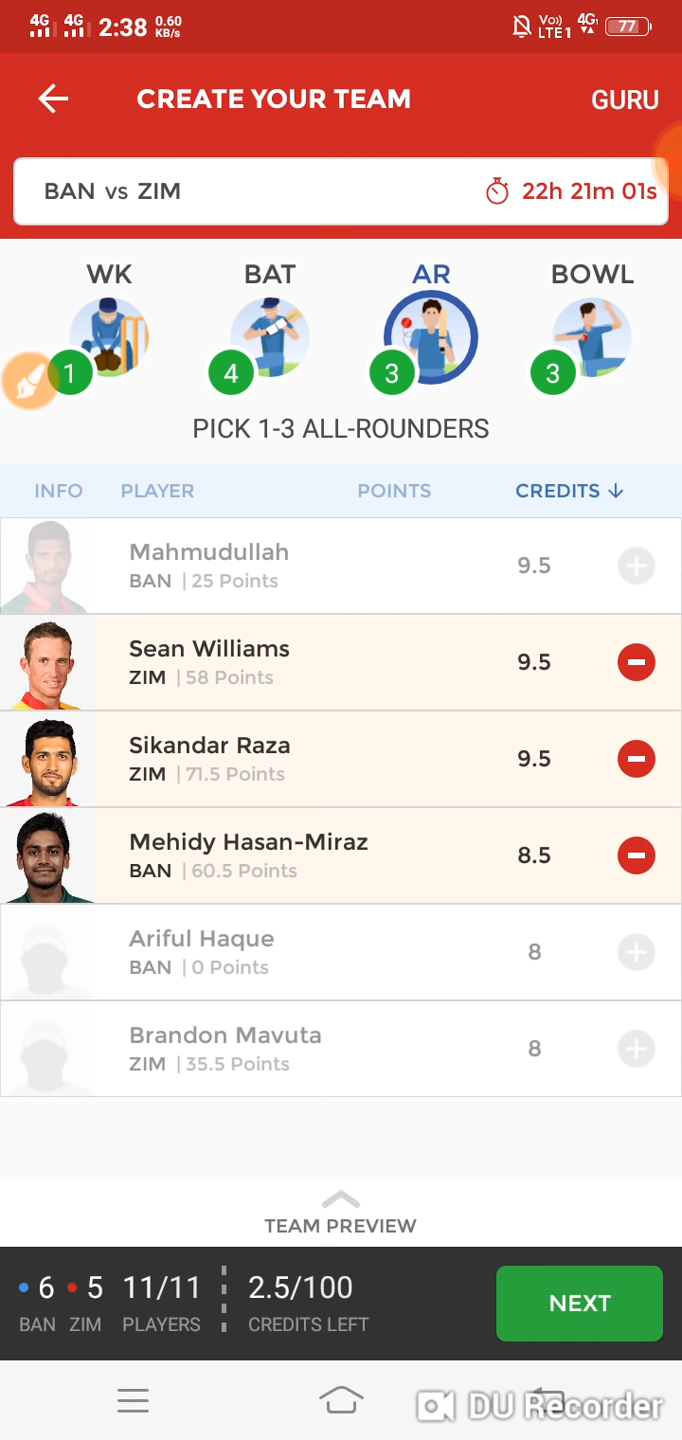 4G 4G 2:38 0.60 KB/s VoLTE1 4G 77
CREATE YOUR TEAM GURU
BAN vs ZIM 22h 21m 01s
WK BAT AR BOWL
1 4 3 3
PICK 1-3 ALL-ROUNDERS
INFO PLAYER POINTS CREDITS
Mahmudullah
BAN | 25 Points 9.5
Sean Williams
ZIM | 58 Points 9.5
Sikandar Raza
ZIM | 71.5 Points 9.5
Mehidy Hasan-Miraz
BAN | 60.5 Points 8.5
Ariful Haque
BAN | 0 Points 8
Brandon Mavuta
ZIM | 35.5 Points 8
TEAM PREVIEW
6 5 11/11 2.5/100
BAN ZIM PLAYERS CREDITS LEFT
NEXT
DU Recorder